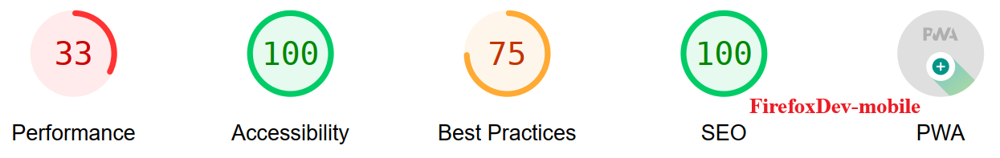 33 100 75 100 PWA
FirefoxDev-mobile
Performance Accessibility Best Practices SEO PWA